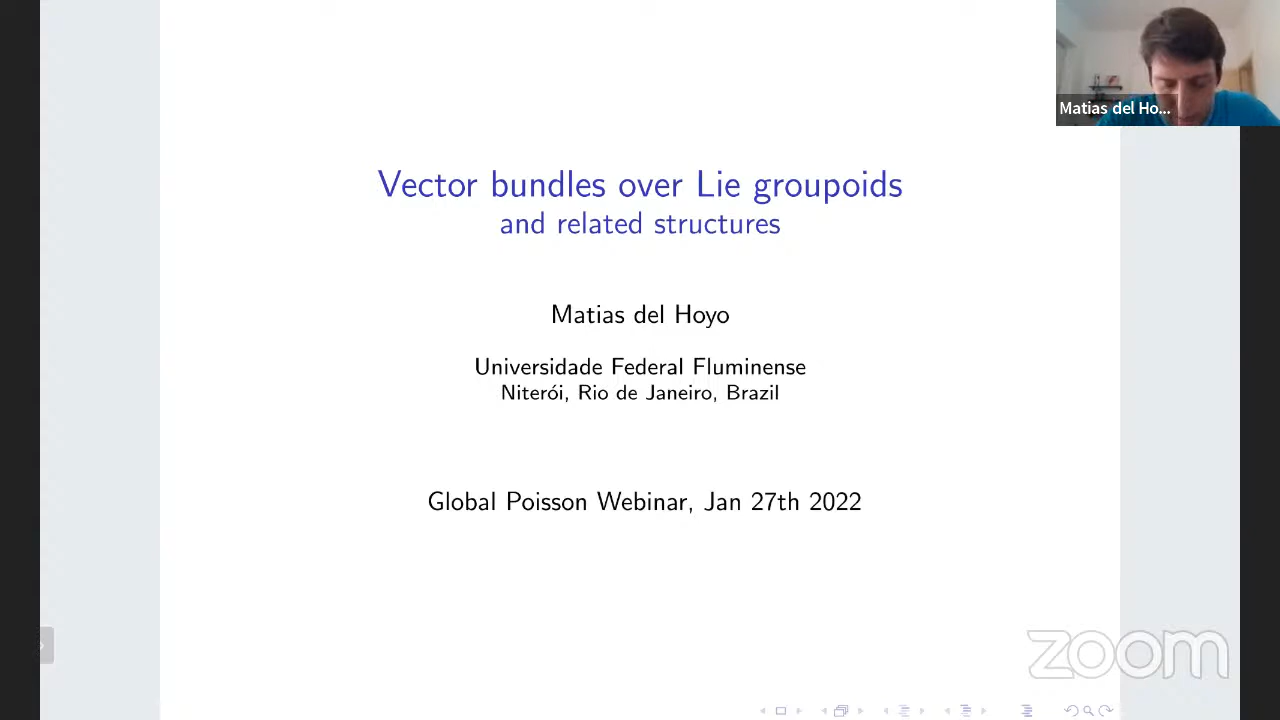 Matias del Ho...
Vector bundles over Lie groupoids
and related structures
Matias del Hoyo
Universidade Federal Fluminense
Niterói, Rio de Janeiro, Brazil
Global Poisson Webinar, Jan 27th 2022
zoom